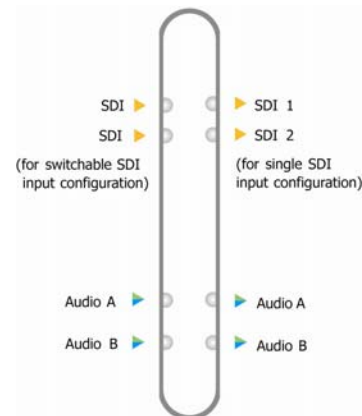 SDI
SDI
(for switchable SDI
input configuration)
SDI 1
SDI 2
(for single SDI
input configuration)
Audio A
Audio B
Audio A
Audio B